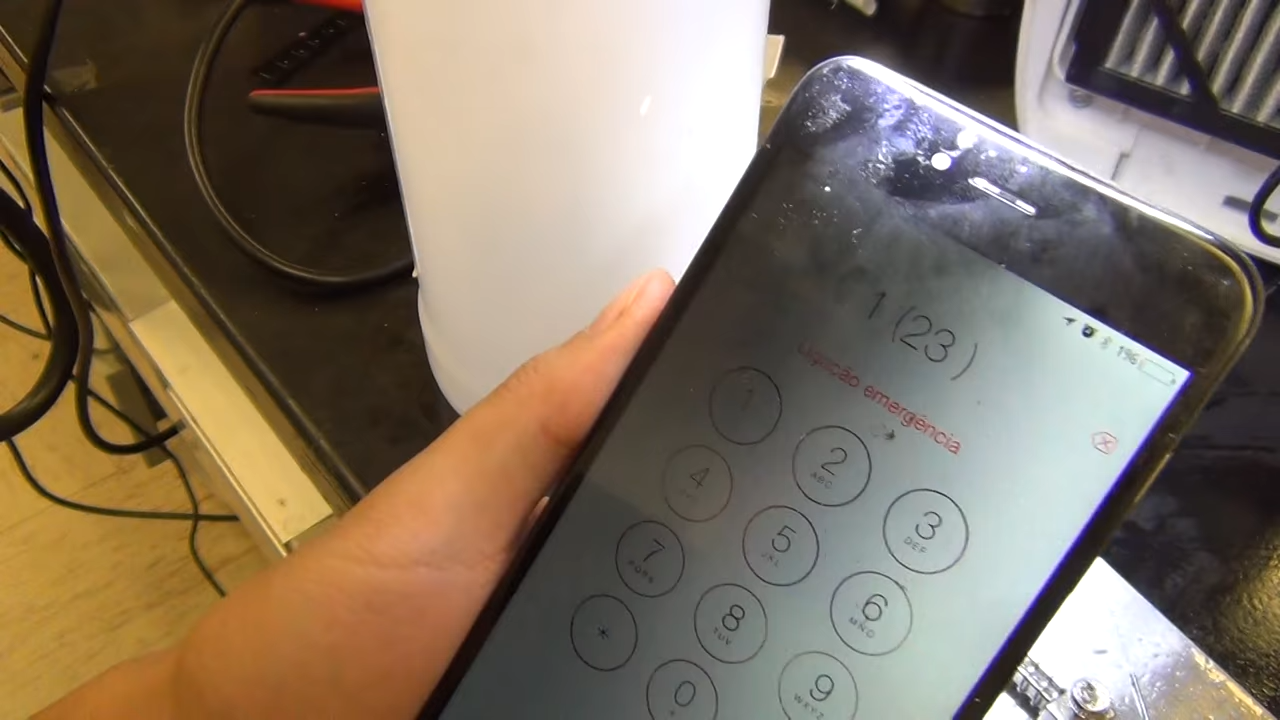 1%
1 (23 )
Ligação emergência
1
2
ABC
3
DEF
4
5
JKL
6
MNO
7
PQRS
8
TUV
9
WXYZ
*
0